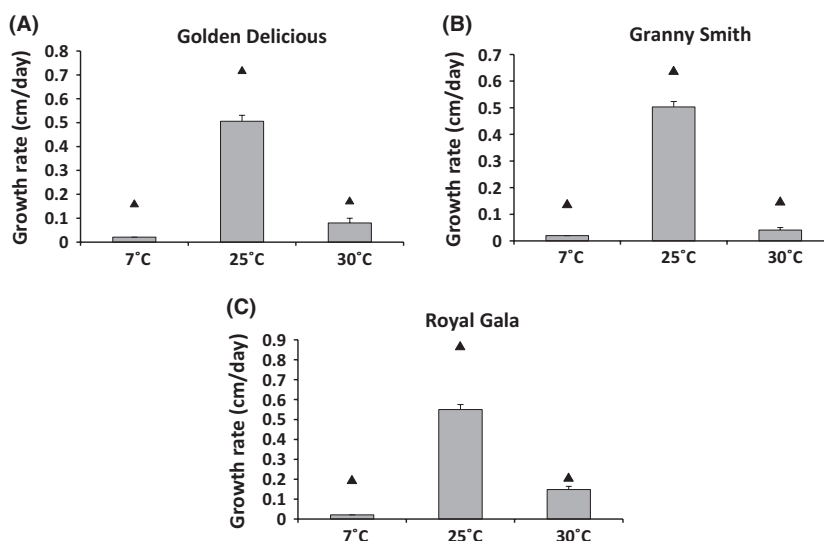 (A)
Golden Delicious
Growth rate (cm/day)
0.8
0.7
0.6
0.5
0.4
0.3
0.2
0.1
0
7˚C 25˚C 30˚C
(B)
Granny Smith
Growth rate (cm/day)
0.7
0.6
0.5
0.4
0.3
0.2
0.1
0
7˚C 25˚C 30˚C
(C)
Royal Gala
Growth rate (cm/day)
0.9
0.8
0.7
0.6
0.5
0.4
0.3
0.2
0.1
0
7˚C 25˚C 30˚C